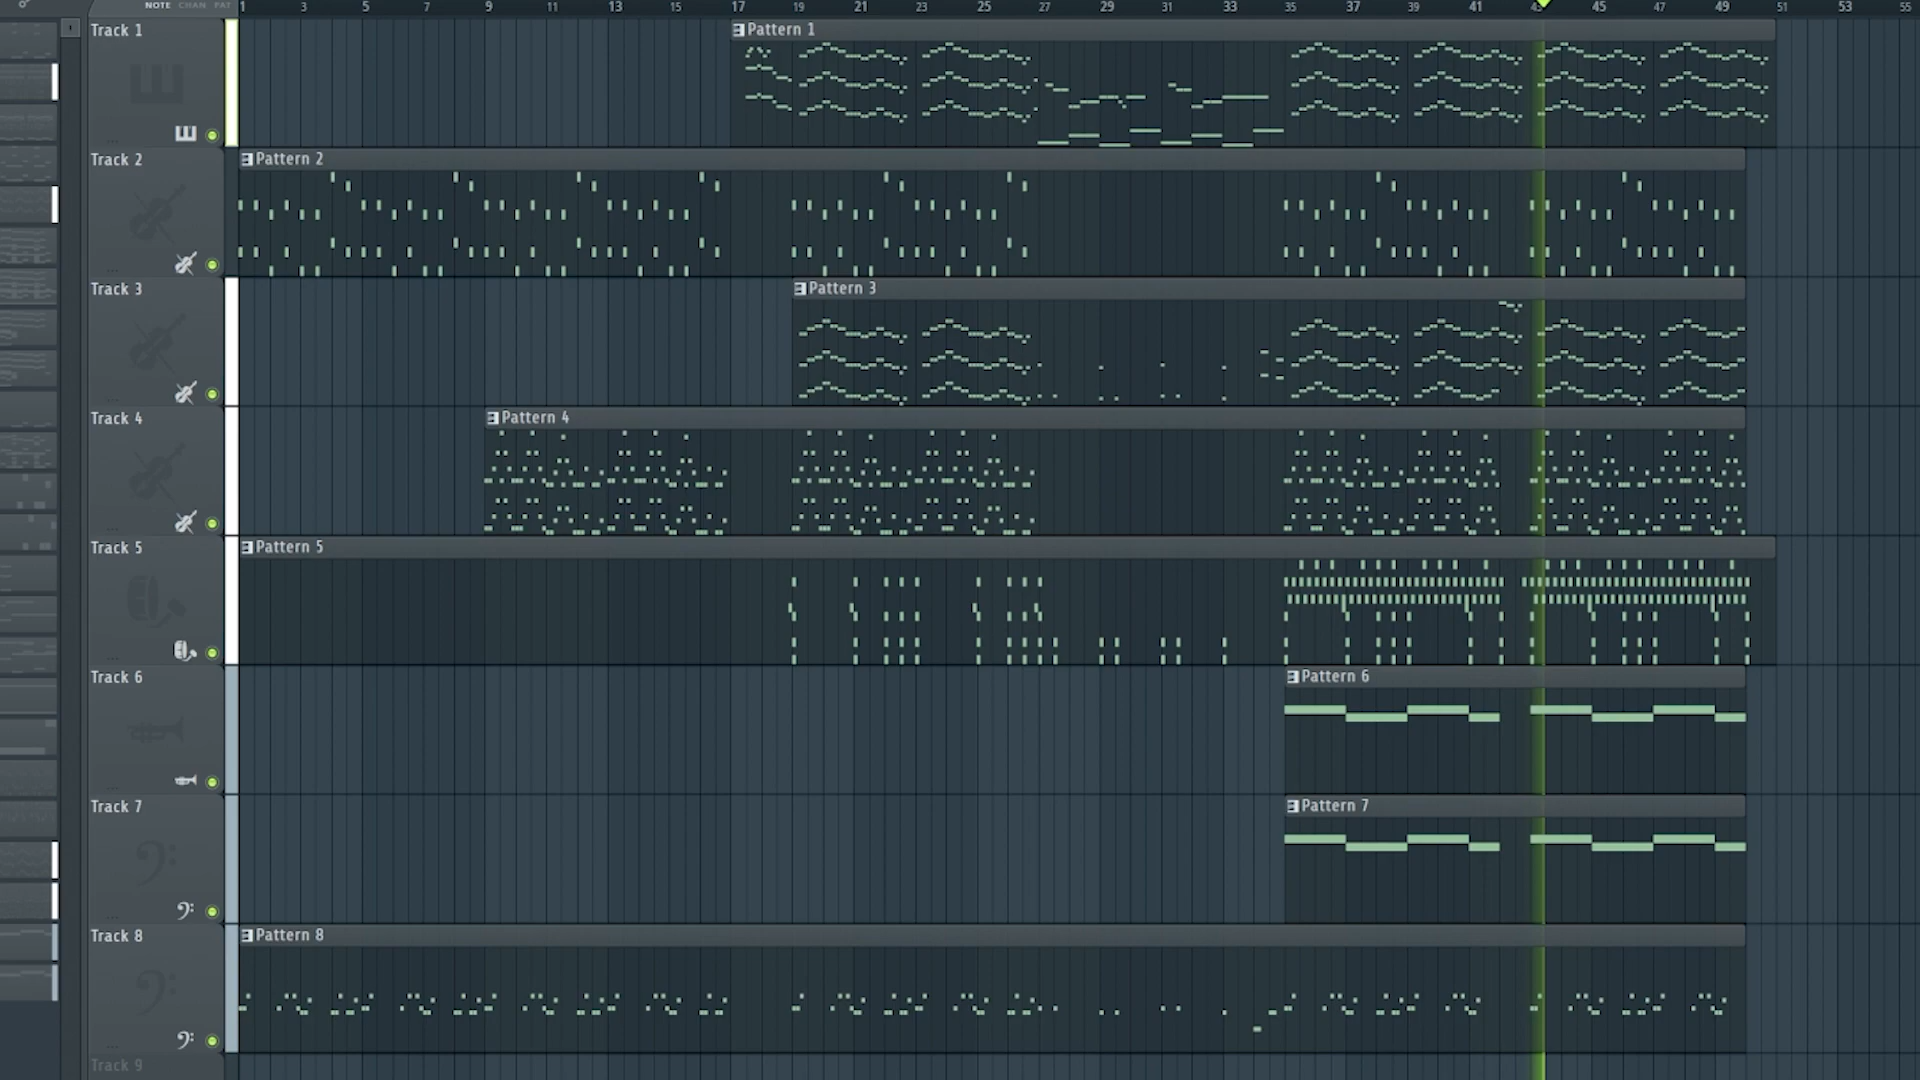 NOTE CHAN PAT
1 3 5 7 9 11 13 15 17 19 21 23 25 27 29 31 33 35 37 39 41 43 45 47 49 51 53 55
Track 1
Pattern 1
Track 2
Pattern 2
Track 3
Pattern 3
Track 4
Pattern 4
Track 5
Pattern 5
Track 6
Pattern 6
Track 7
Pattern 7
Track 8
Pattern 8
Track 9